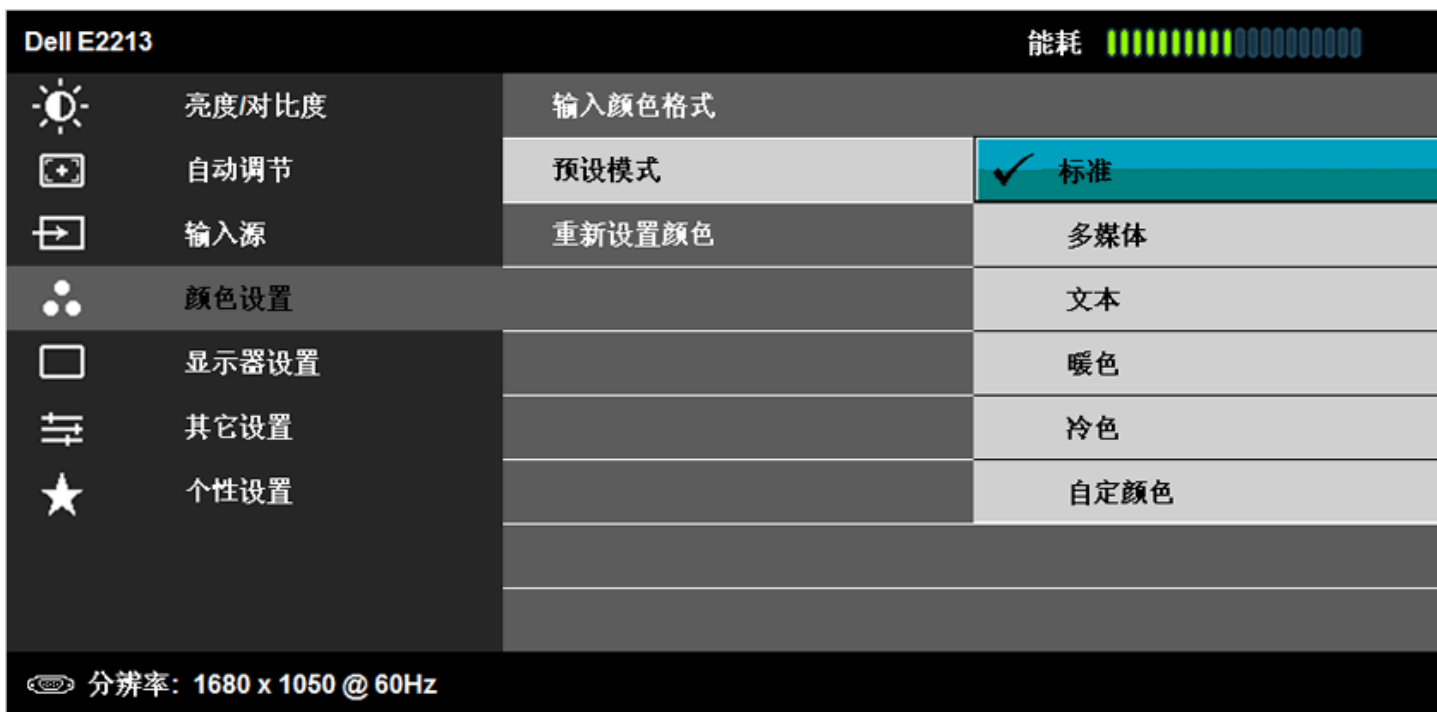 Dell E2213 能耗
亮度/对比度 输入颜色格式
自动调节 预设模式 标准
输入源 重新设置颜色 多媒体
颜色设置 文本
显示器设置 暖色
其它设置 冷色
个性设置 自定颜色
分辨率: 1680 x 1050 @ 60Hz